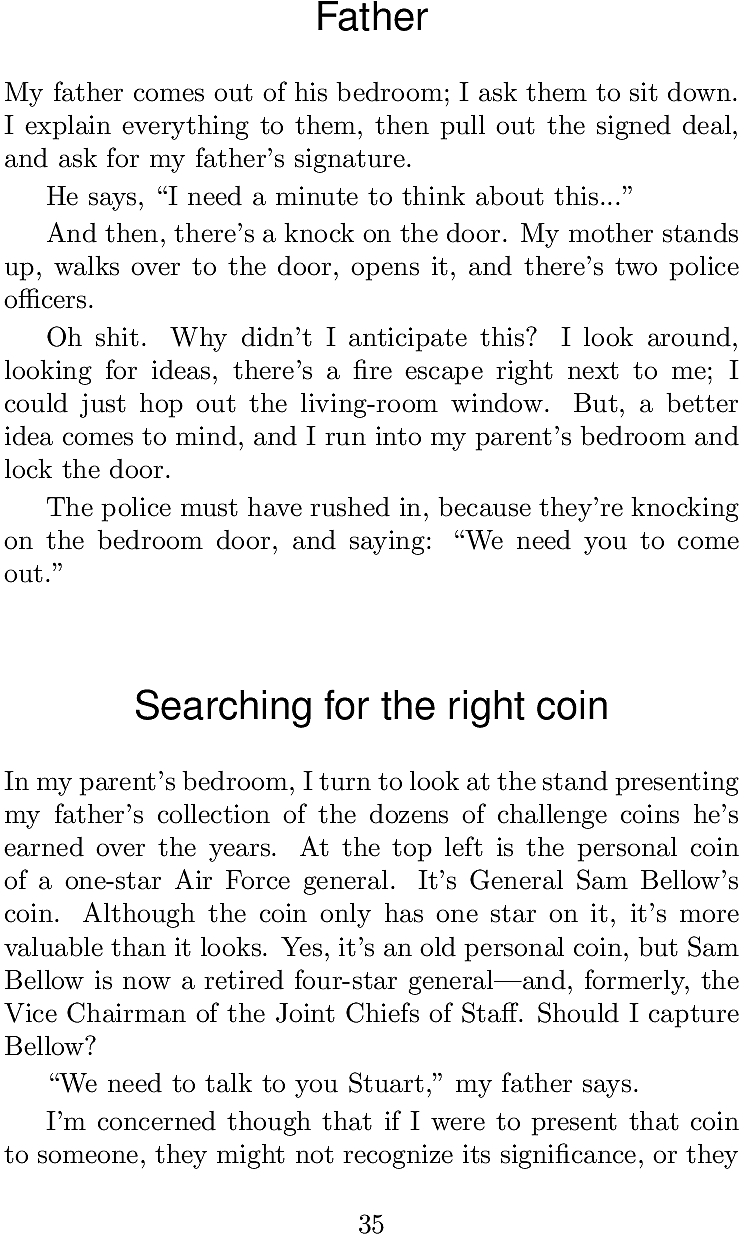 Father
My father comes out of his bedroom; I ask them to sit down.
I explain everything to them, then pull out the signed deal,
and ask for my father’s signature.
He says, “I need a minute to think about this...”
And then, there’s a knock on the door. My mother stands
up, walks over to the door, opens it, and there’s two police
officers.
Oh shit. Why didn’t I anticipate this? I look around,
looking for ideas, there’s a fire escape right next to me; I
could just hop out the living-room window. But, a better
idea comes to mind, and I run into my parent’s bedroom and
lock the door.
The police must have rushed in, because they’re knocking
on the bedroom door, and saying: “We need you to come
out.”
Searching for the right coin
In my parent’s bedroom, I turn to look at the stand presenting
my father’s collection of the dozens of challenge coins he’s
earned over the years. At the top left is the personal coin
of a one-star Air Force general. It’s General Sam Bellow’s
coin. Although the coin only has one star on it, it’s more
valuable than it looks. Yes, it’s an old personal coin, but Sam
Bellow is now a retired four-star general—and, formerly, the
Vice Chairman of the Joint Chiefs of Staff. Should I capture
Bellow?
“We need to talk to you Stuart,” my father says.
I’m concerned though that if I were to present that coin
to someone, they might not recognize its significance, or they
35